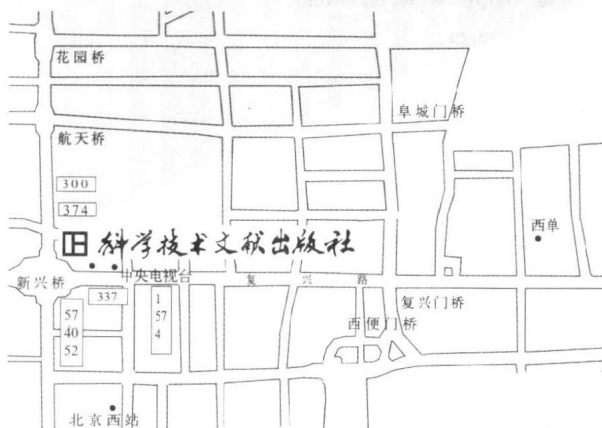 花园桥
阜城门桥
航天桥
300
374
西单
科学技术文献出版社
中央电视台
新兴桥
复兴路
337
1
57
4
57
40
52
复兴门桥
西便门桥
北京西站